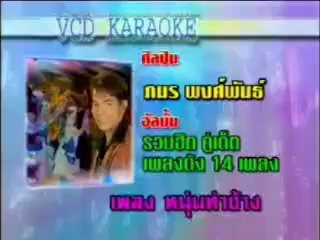 VCD KARAOKE
ศิลปิน
ภมร พงศ์พันธ์
อัลบั้ม
รวมฮิต คู่เด็ด
เพลงดัง 14 เพลง
เพลง หนุ่มท่าช้าง